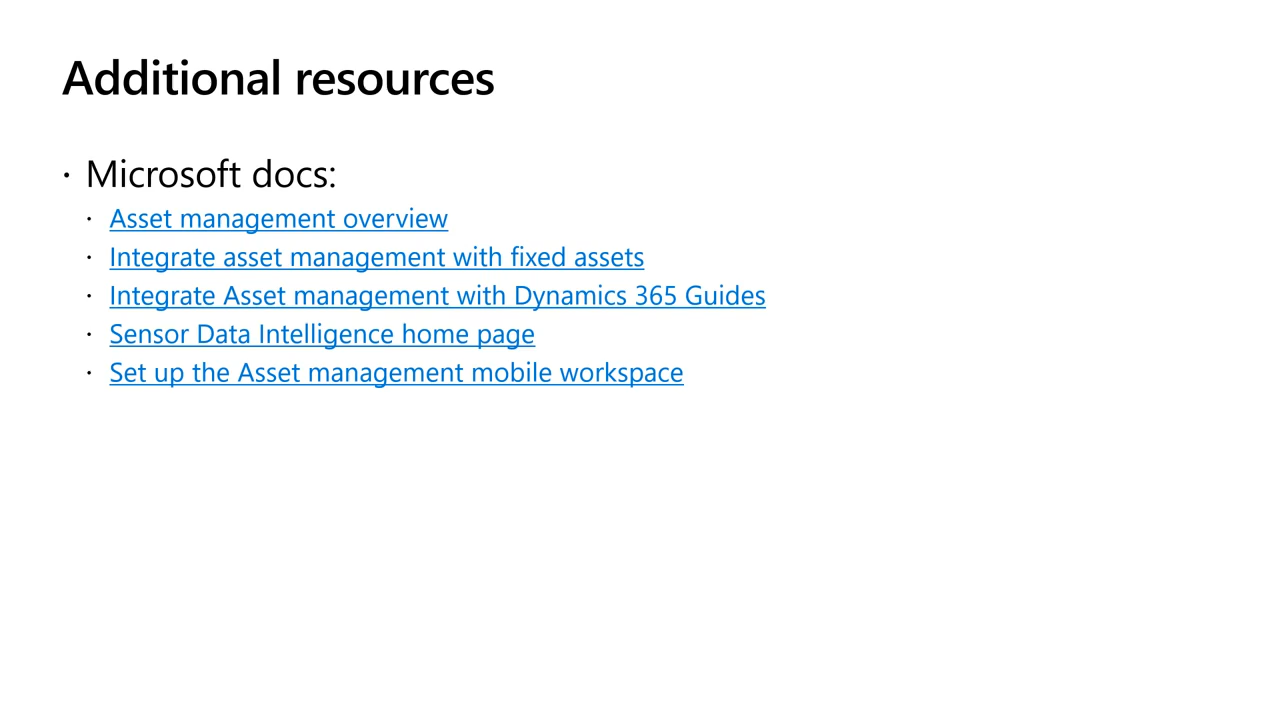 Additional resources
· Microsoft docs:
· Asset management overview
· Integrate asset management with fixed assets
· Integrate Asset management with Dynamics 365 Guides
· Sensor Data Intelligence home page
· Set up the Asset management mobile workspace